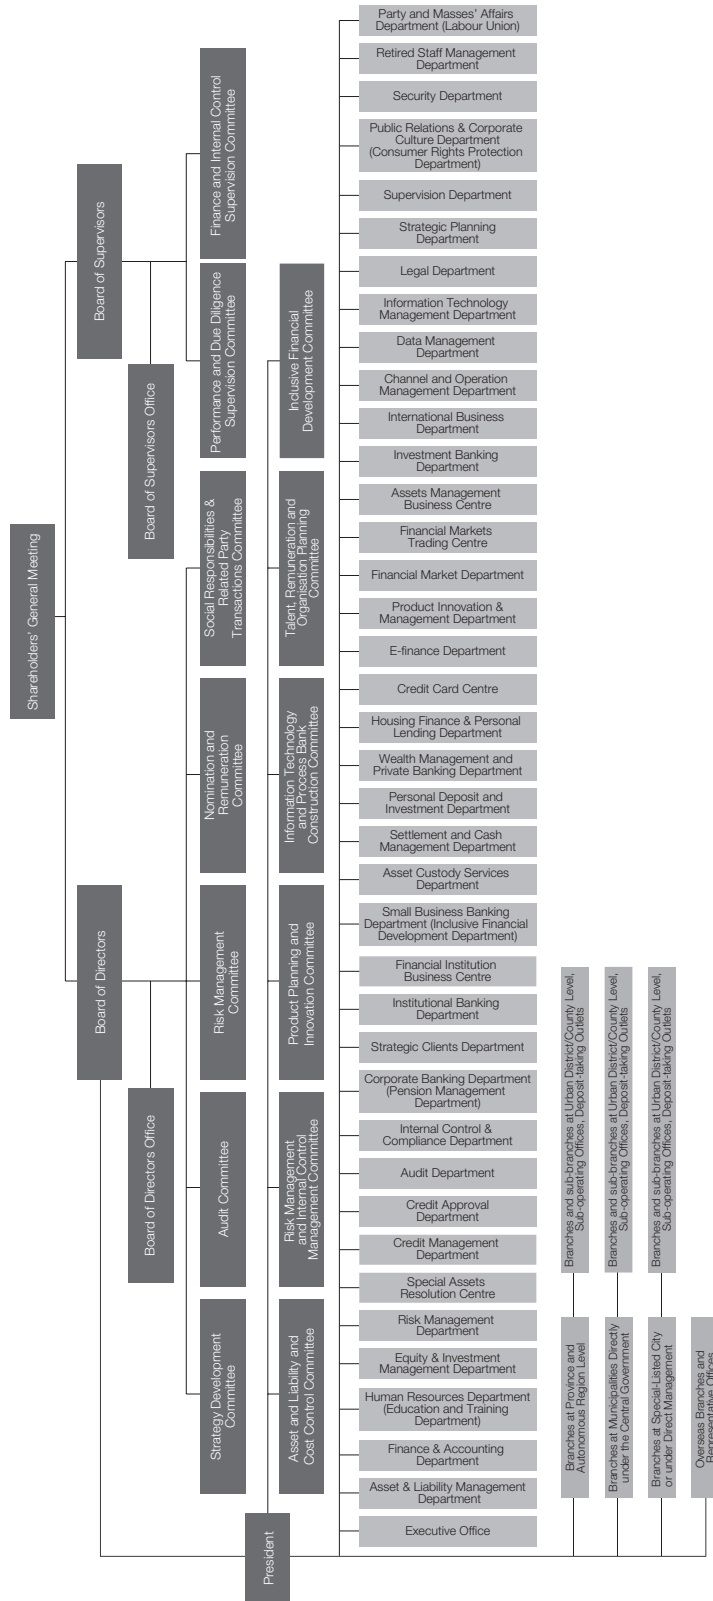 Shareholders' General Meeting
Board of Directors
Board of Supervisors
Board of Directors Office
Board of Supervisors Office
Strategy Development
Committee
Audit Committee
Risk Management
Committee
Nomination and
Remuneration
Committee
Social Responsibilities &
Related Party
Transactions Committee
Performance and Due Diligence
Supervision Committee
Finance and Internal Control
Supervision Committee
President
Asset and Liability and
Cost Control Committee
Risk Management
and Internal Control
Management Committee
Product Planning and
Innovation Committee
Information Technology
and Process Bank
Construction Committee
Talent, Remuneration and
Organisation Planning
Committee
Inclusive Financial
Development Committee
Party and Masses' Affairs
Department (Labour Union)
Retired Staff Management
Department
Security Department
Public Relations & Corporate
Culture Department
(Consumer Rights Protection
Department)
Supervision Department
Strategic Planning
Department
Legal Department
Information Technology
Management Department
Data Management
Department
Channel and Operation
Management Department
International Business
Department
Investment Banking
Department
Assets Management
Business Centre
Financial Markets
Trading Centre
Financial Market Department
Product Innovation &
Management Department
E-finance Department
Credit Card Centre
Housing Finance & Personal
Lending Department
Wealth Management and
Private Banking Department
Personal Deposit and
Investment Department
Settlement and Cash
Management Department
Asset Custody Services
Department
Small Business Banking
Department (Inclusive Financial
Development Department)
Financial Institution
Business Centre
Institutional Banking
Department
Strategic Clients Department
Corporate Banking Department
(Pension Management
Department)
Internal Control &
Compliance Department
Audit Department
Credit Approval
Department
Credit Management
Department
Special Assets
Resolution Centre
Risk Management
Department
Equity & Investment
Management Department
Human Resources Department
(Education and Training
Department)
Finance & Accounting
Department
Asset & Liability Management
Department
Executive Office
Branches at Province and
Autonomous Region Level
Branches and sub-branches at Urban District/County Level,
Sub-operating Offices, Deposit-taking Outlets
Branches at Municipalities Directly
under the Central Government
Branches and sub-branches at Urban District/County Level,
Sub-operating Offices, Deposit-taking Outlets
Branches at Special-Listed City
or under Direct Management
Branches and sub-branches at Urban District/County Level,
Sub-operating Offices, Deposit-taking Outlets
Overseas Branches and
Representative Offices